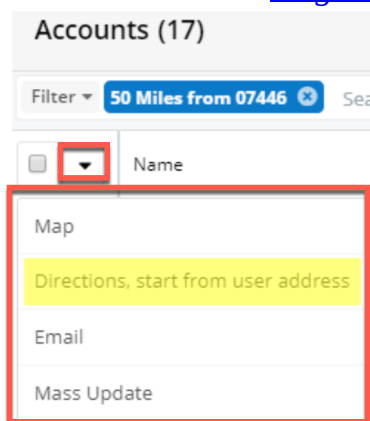 Accounts (17)
Filter 50 Miles from 07446
Name
Map
Directions, start from user address
Email
Mass Update